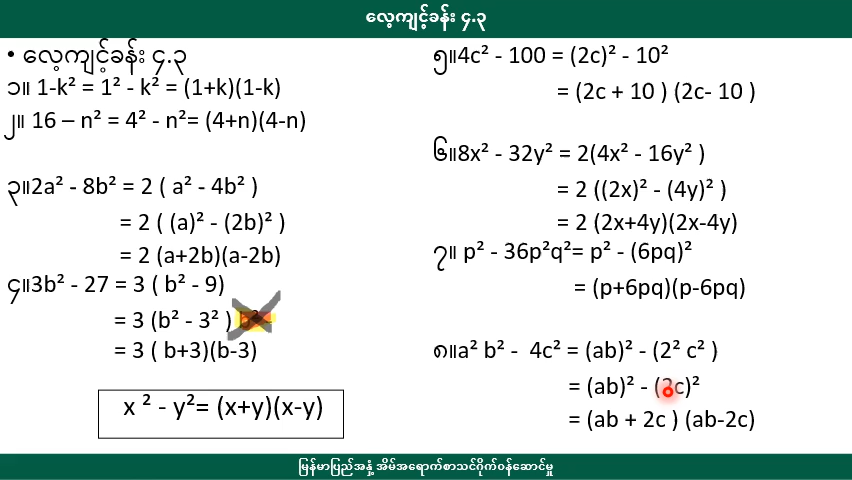 လေ့ကျင့်ခန်း ၄.၃
• လေ့ကျင့်ခန်း ၄.၃
၁။ 1-k² = 1² - k² = (1+k)(1-k)
၂။ 16 – n² = 4² - n²= (4+n)(4-n)
၃။2a² - 8b² = 2 ( a² - 4b² )
= 2 ( (a)² - (2b)² )
= 2 (a+2b)(a-2b)
၄။3b² - 27 = 3 ( b² - 9)
= 3 (b² - 3² )
= 3 ( b+3)(b-3)
x ² - y²= (x+y)(x-y)
၅။4c² - 100 = (2c)² - 10²
= (2c + 10 ) (2c- 10 )
၆။8x² - 32y² = 2(4x² - 16y² )
= 2 ((2x)² - (4y)² )
= 2 (2x+4y)(2x-4y)
၇။ p² - 36p²q²= p² - (6pq)²
= (p+6pq)(p-6pq)
၈။a² b² - 4c² = (ab)² - (2² c² )
= (ab)² - (2c)²
= (ab + 2c ) (ab-2c)
မြန်မာပြည်အနှံ့ အိမ်အရောက်စာသင်ဝိုက်ဝန်ဆောင်မှု